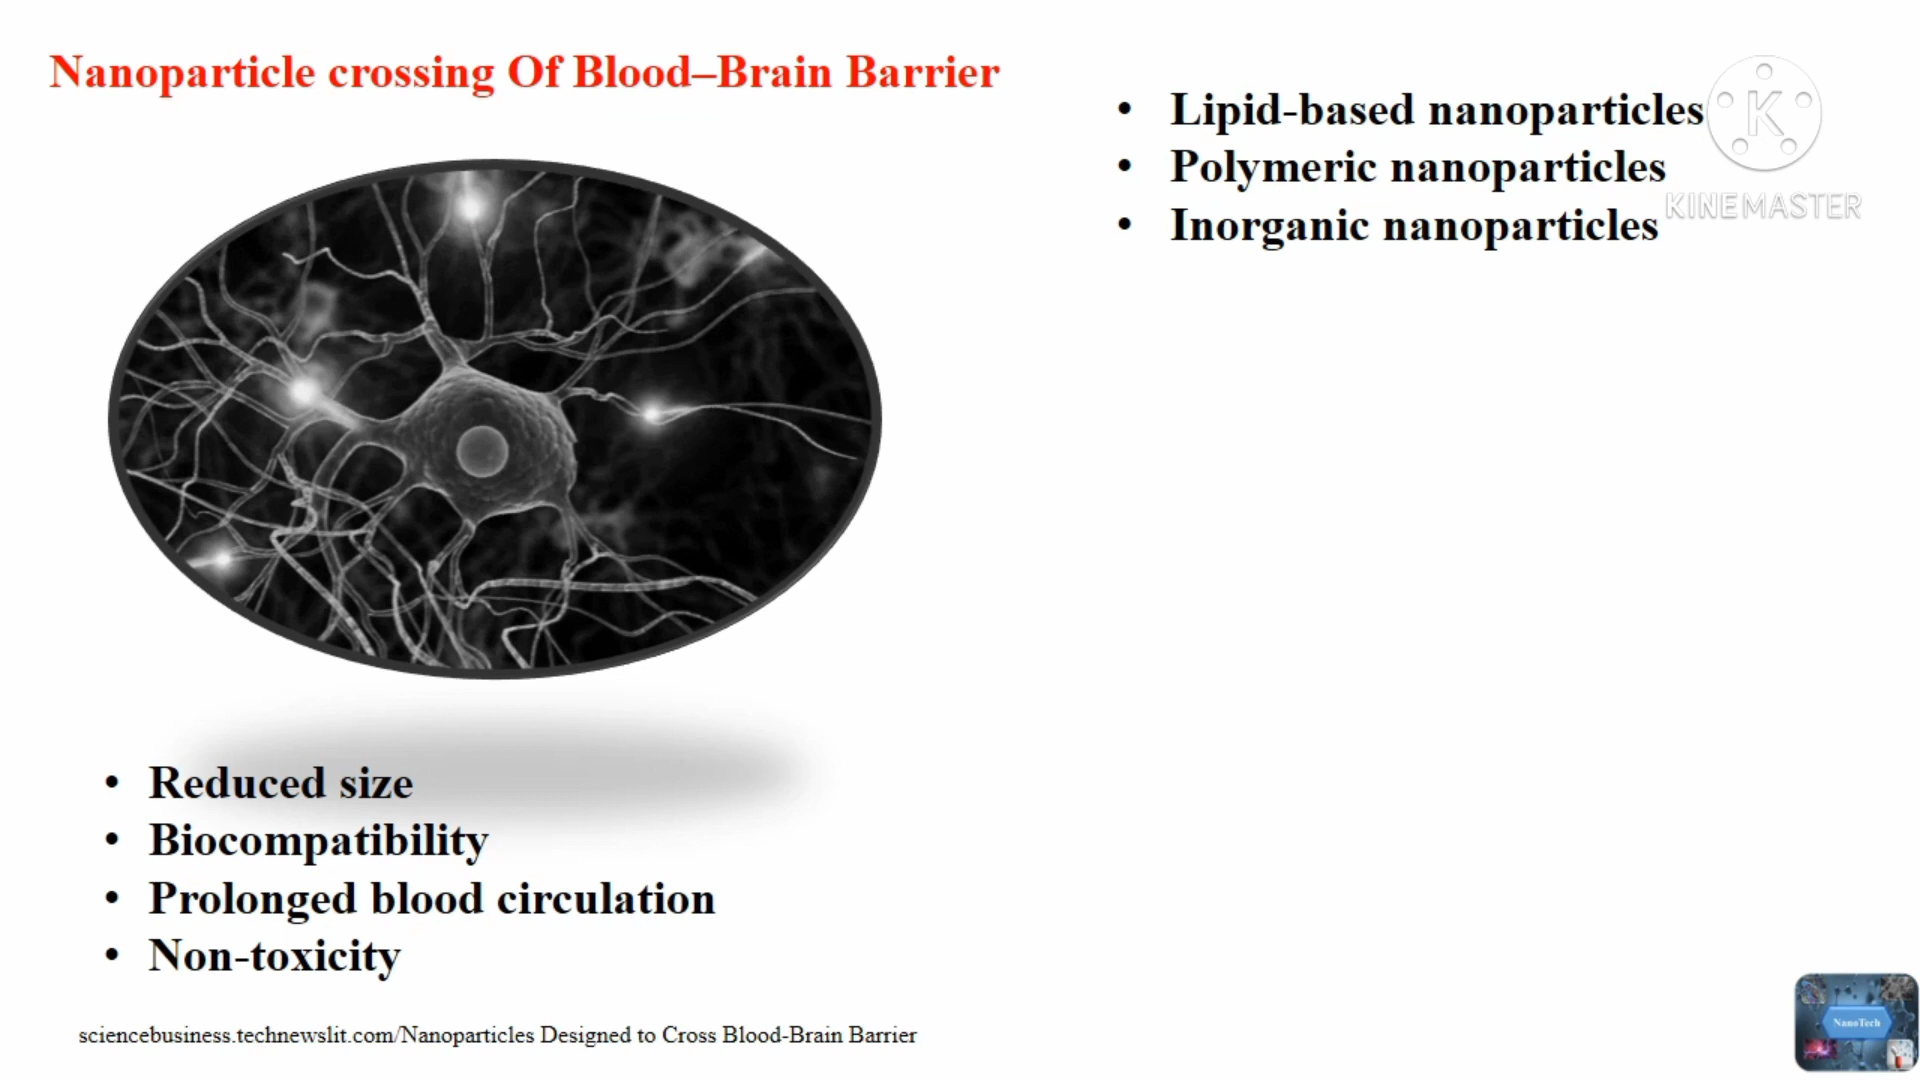 Nanoparticle crossing Of Blood–Brain Barrier
• Lipid-based nanoparticles
• Polymeric nanoparticles
• Inorganic nanoparticles
K
KINEMASTER
• Reduced size
• Biocompatibility
• Prolonged blood circulation
• Non-toxicity
sciencebusiness.technewslit.com/Nanoparticles Designed to Cross Blood-Brain Barrier
NanoTech